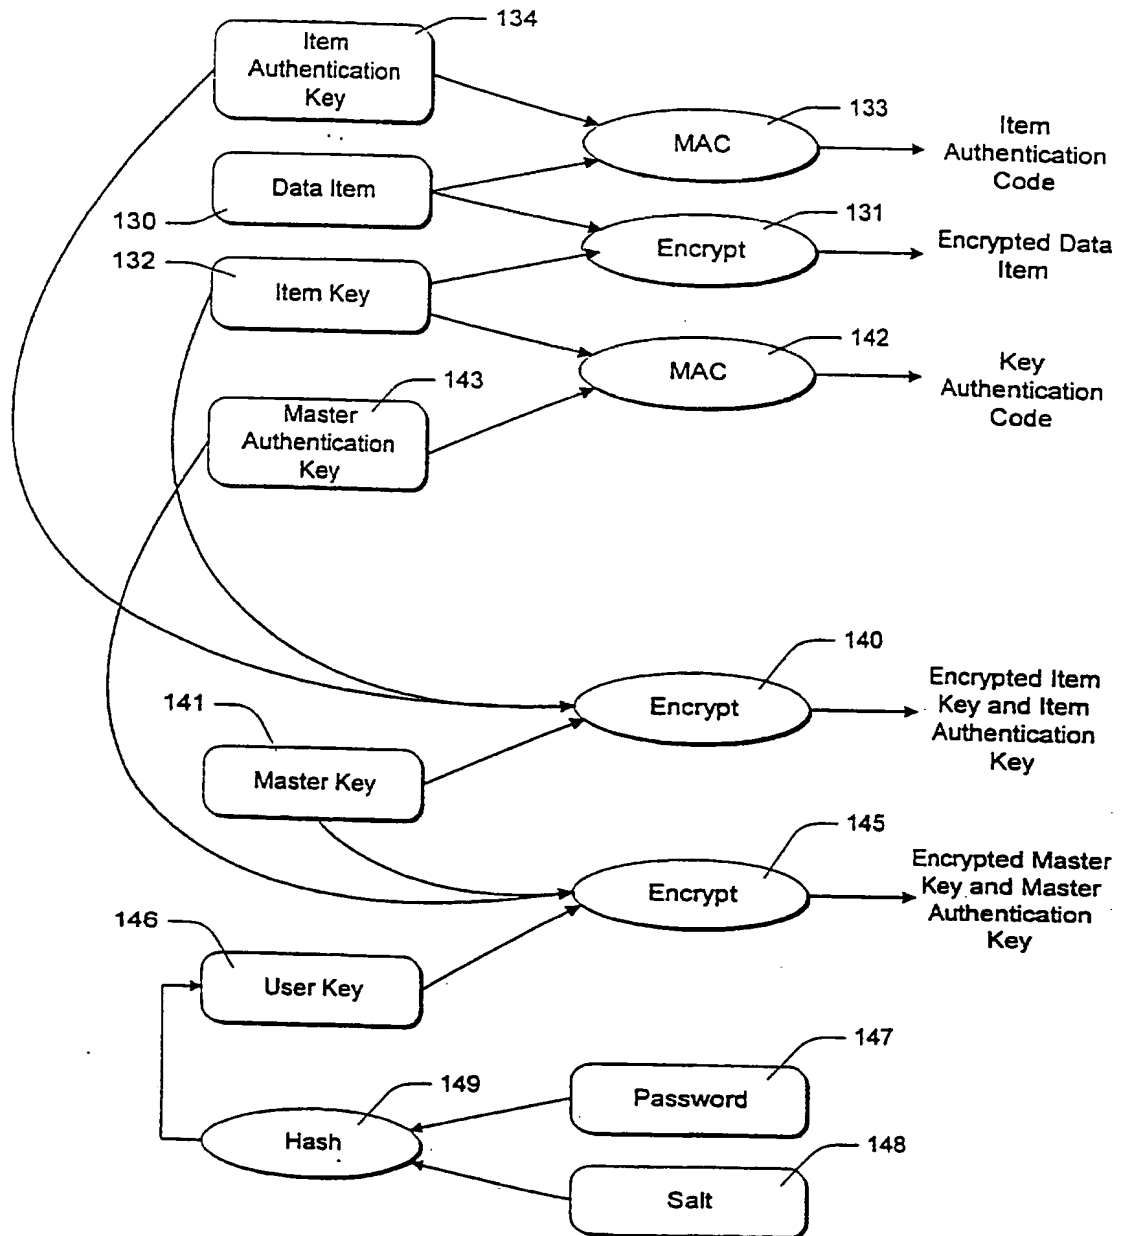 134
Item
Authentication
Key
133
MAC
Item
Authentication
Code
Data Item
130
131
Encrypt
Encrypted Data
Item
132
Item Key
142
MAC
Key
Authentication
Code
143
Master
Authentication
Key
140
Encrypt
Encrypted Item
Key and Item
Authentication
Key
141
Master Key
145
Encrypt
Encrypted Master
Key and Master
Authentication
Key
146
User Key
147
Password
149
Hash
148
Salt